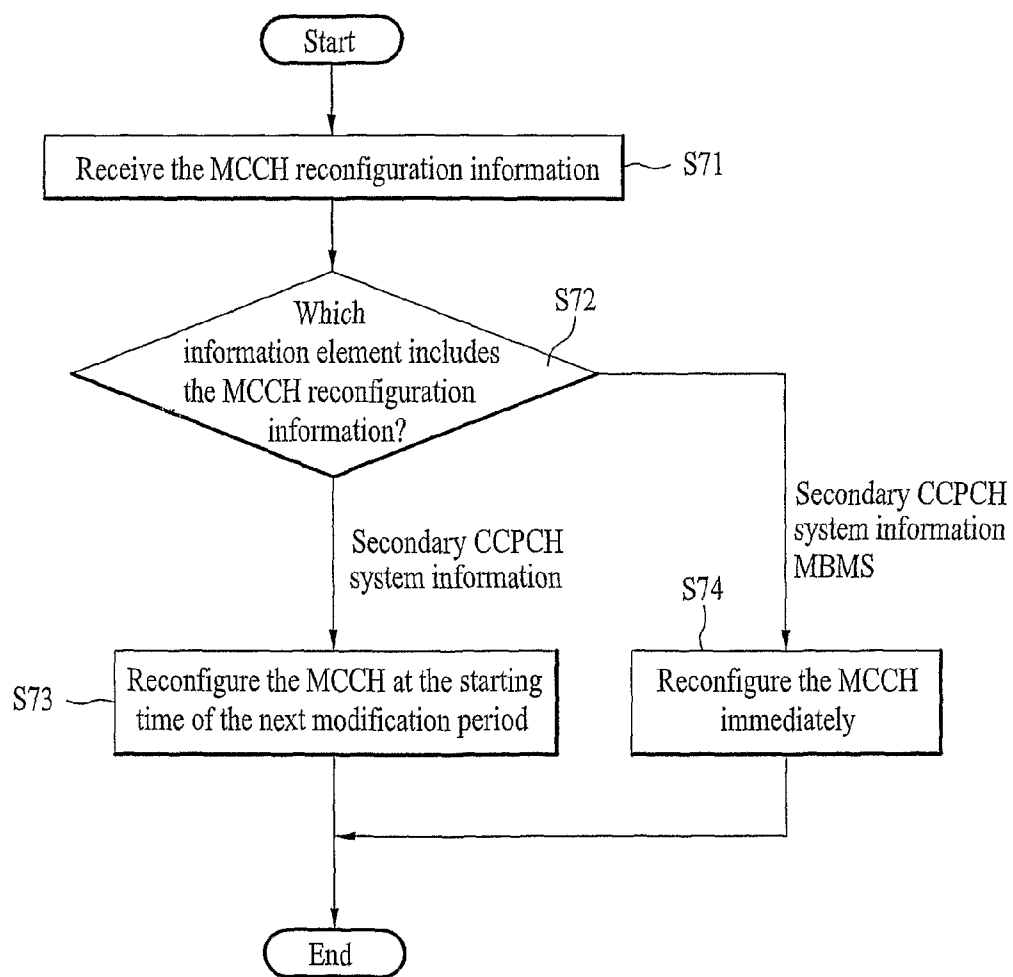 Start
Receive the MCCH reconfiguration information
S71
Which
information element includes
the MCCH reconfiguration
information?
S72
Secondary CCPCH
system information
Secondary CCPCH
system information
MBMS
S73
Reconfigure the MCCH at the starting
time of the next modification period
S74
Reconfigure the MCCH
immediately
End